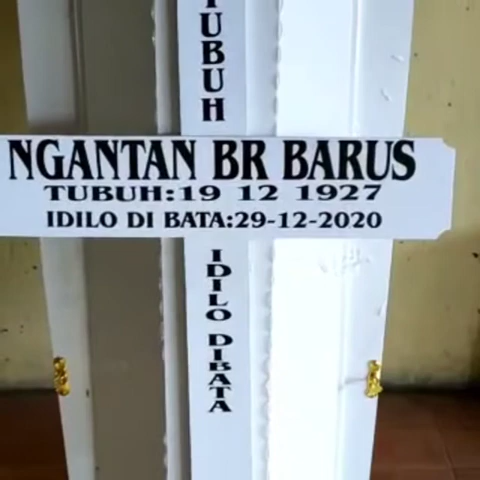 TUBUH
NGANTAN BR BARUS
TUBUH:19 12 1927
IDILO DI BATA:29-12-2020
IDILO DIBATA